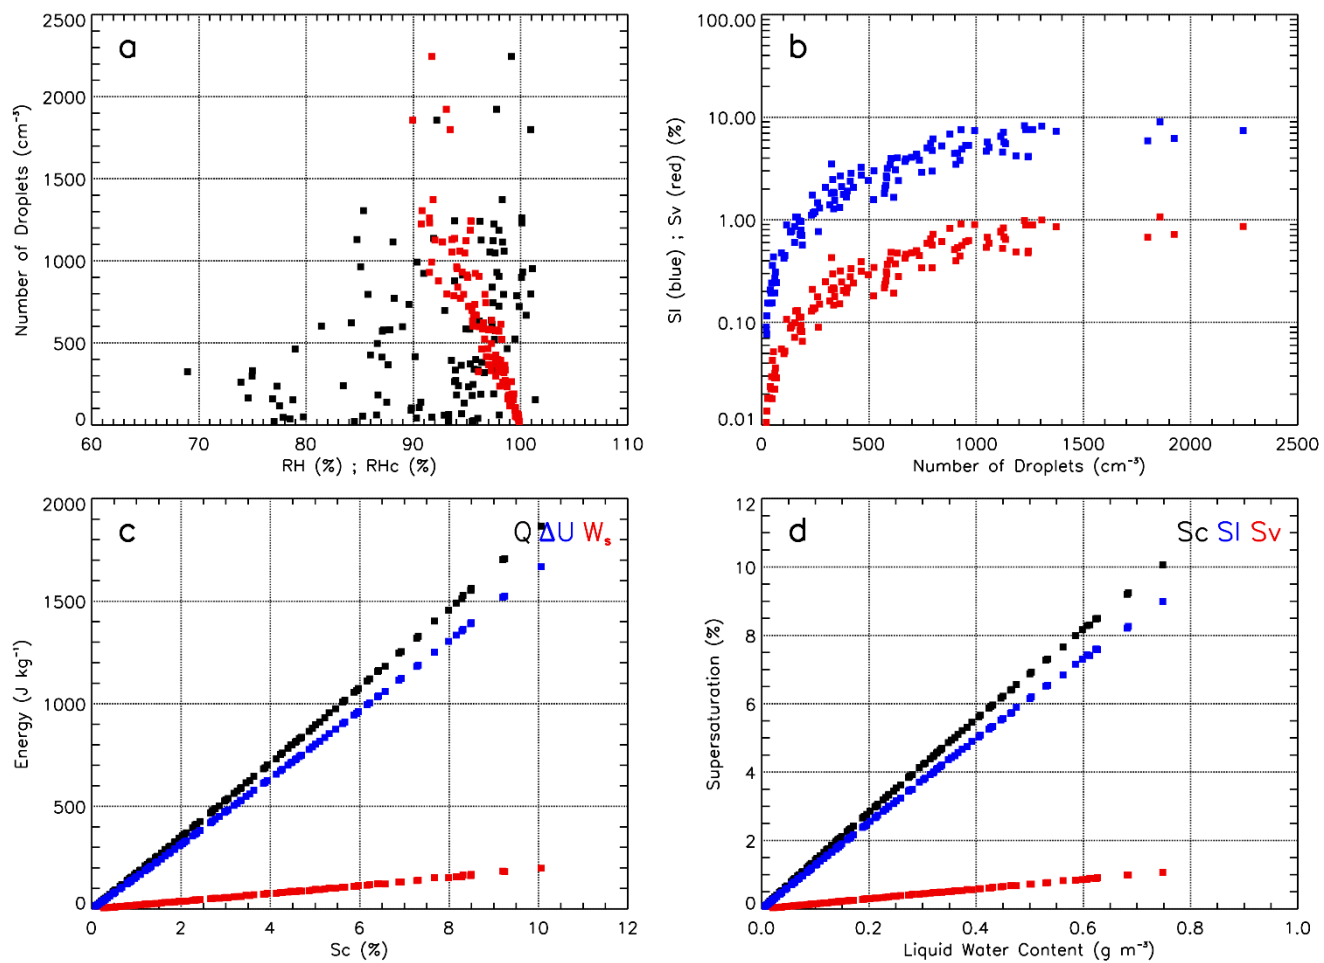 a
Number of Droplets (cm⁻³)
2500
2000
1500
1000
500
0
60 70 80 90 100 110
RH (%) ; RHc (%)
b
Sl (blue) ; Sv (red) (%)
100.00
10.00
1.00
0.10
0.01
0 500 1000 1500 2000 2500
Number of Droplets (cm⁻³)
c
Q ΔU Wₛ
Energy (J kg⁻¹)
2000
1500
1000
500
0
0 2 4 6 8 10 12
Sc (%)
d
Sc Sl Sv
Supersaturation (%)
12
10
8
6
4
2
0
0.0 0.2 0.4 0.6 0.8 1.0
Liquid Water Content (g m⁻³)